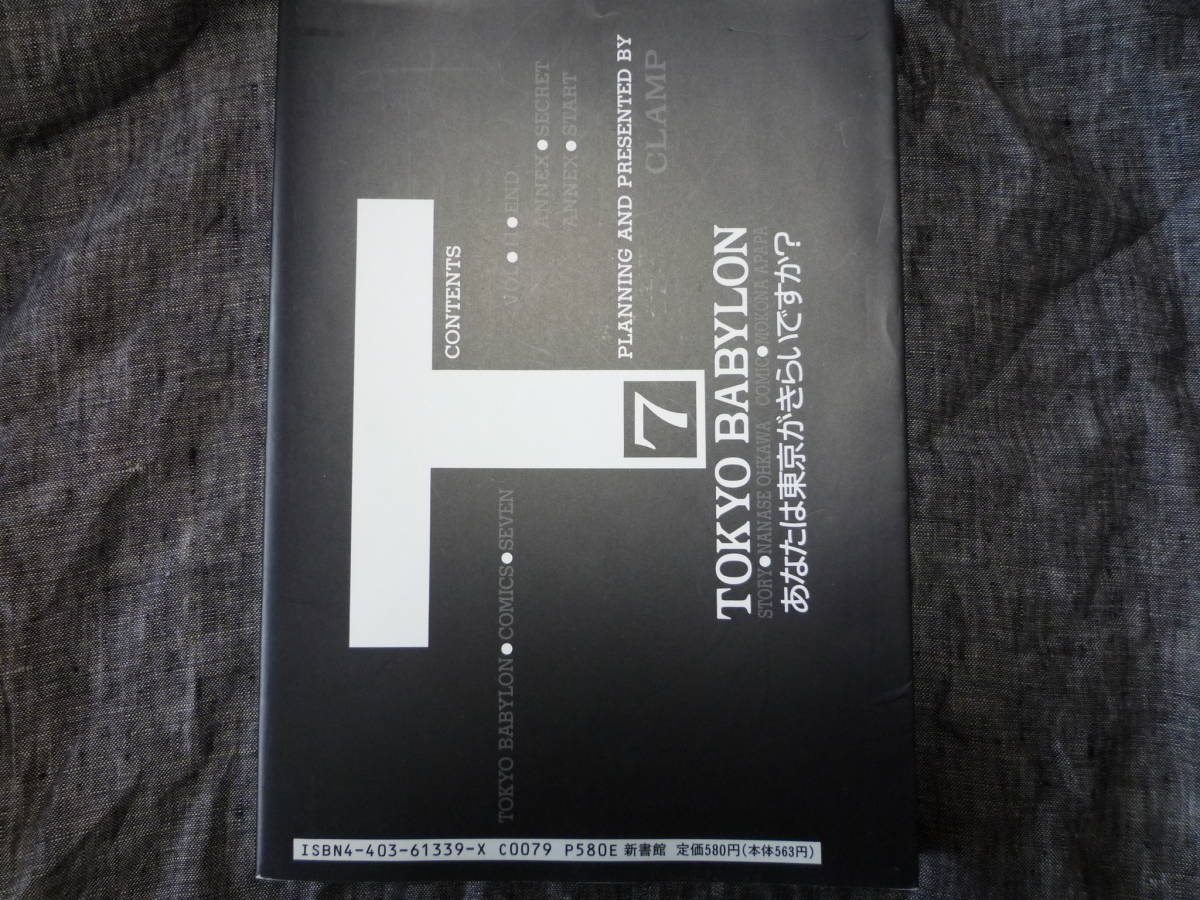 CONTENTS
TOKYO BABYLON●COMICS●SEVEN
VOL●11●END
ANNEX●SECRET
ANNEX●START
PLANNING AND PRESENTED BY
CLAMP
7
TOKYO BABYLON
STORY●NANASE OHKAWA COMIC●MOKONA APAPA
あなたは東京がきらいですか?
ISBN4-403-61339-X C0079 P580E 新書館 定価580円(本体563円)